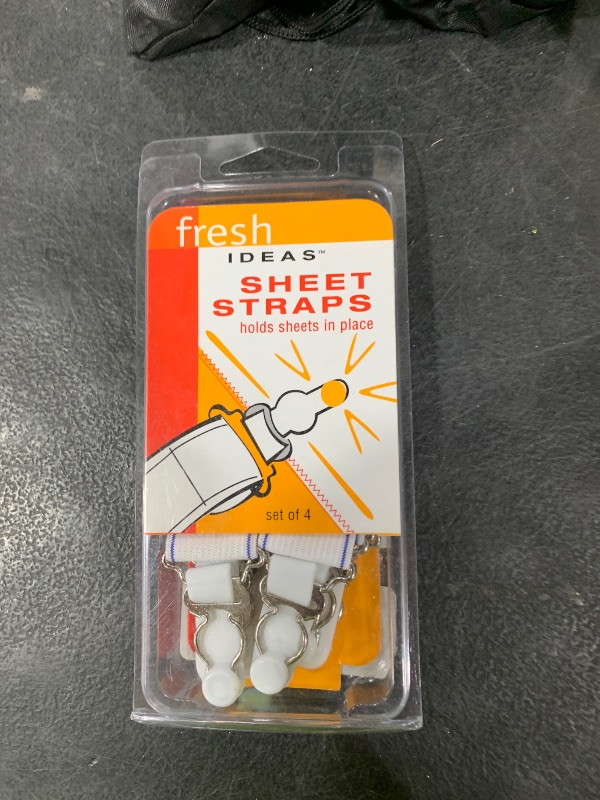 fresh
IDEAS™
SHEET
STRAPS
holds sheets in place
set of 4